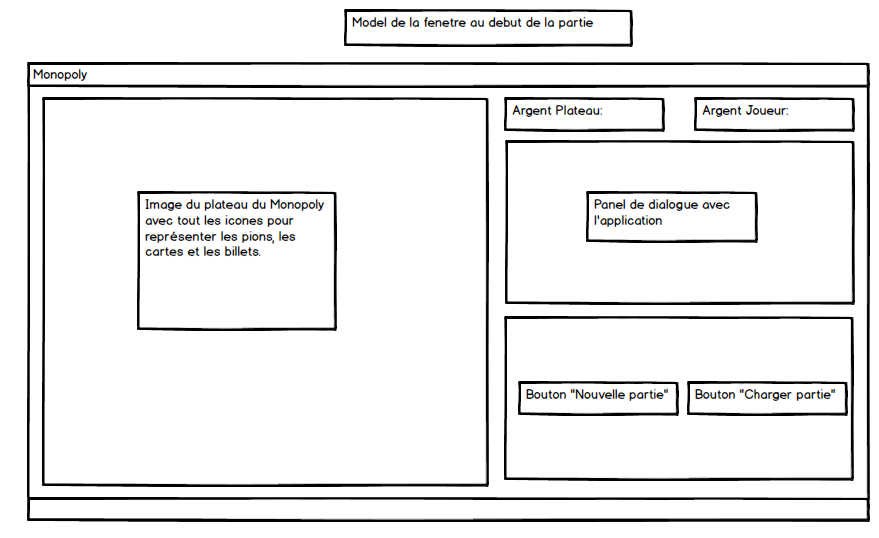 Model de la fenetre au debut de la partie
Monopoly
Argent Plateau:
Argent Joueur:
Image du plateau du Monopoly
avec tout les icones pour
représenter les pions, les
cartes et les billets.
Panel de dialogue avec
l'application
Bouton "Nouvelle partie"
Bouton "Charger partie"